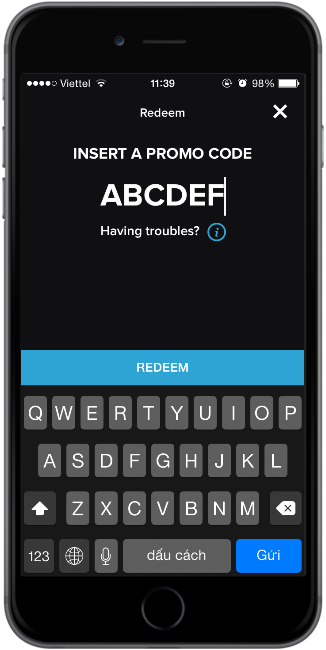 Viettel 11:39 98%
Redeem
INSERT A PROMO CODE
ABCDEF
Having troubles? i
REDEEM
Q W E R T Y U I O P
A S D F G H J K L
Z X C V B N M
123 dấu cách Gửi